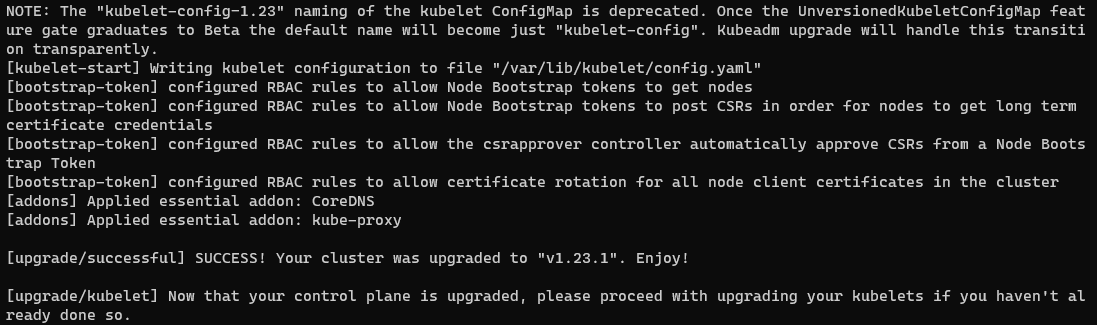 NOTE: The "kubelet-config-1.23" naming of the kubelet ConfigMap is deprecated. Once the UnversionedKubeletConfigMap feat
ure gate graduates to Beta the default name will become just "kubelet-config". Kubeadm upgrade will handle this transiti
on transparently.
[kubelet-start] Writing kubelet configuration to file "/var/lib/kubelet/config.yaml"
[bootstrap-token] configured RBAC rules to allow Node Bootstrap tokens to get nodes
[bootstrap-token] configured RBAC rules to allow Node Bootstrap tokens to post CSRs in order for nodes to get long term
certificate credentials
[bootstrap-token] configured RBAC rules to allow the csrapprover controller automatically approve CSRs from a Node Boots
trap Token
[bootstrap-token] configured RBAC rules to allow certificate rotation for all node client certificates in the cluster
[addons] Applied essential addon: CoreDNS
[addons] Applied essential addon: kube-proxy

[upgrade/successful] SUCCESS! Your cluster was upgraded to "v1.23.1". Enjoy!

[upgrade/kubelet] Now that your control plane is upgraded, please proceed with upgrading your kubelets if you haven't al
ready done so.